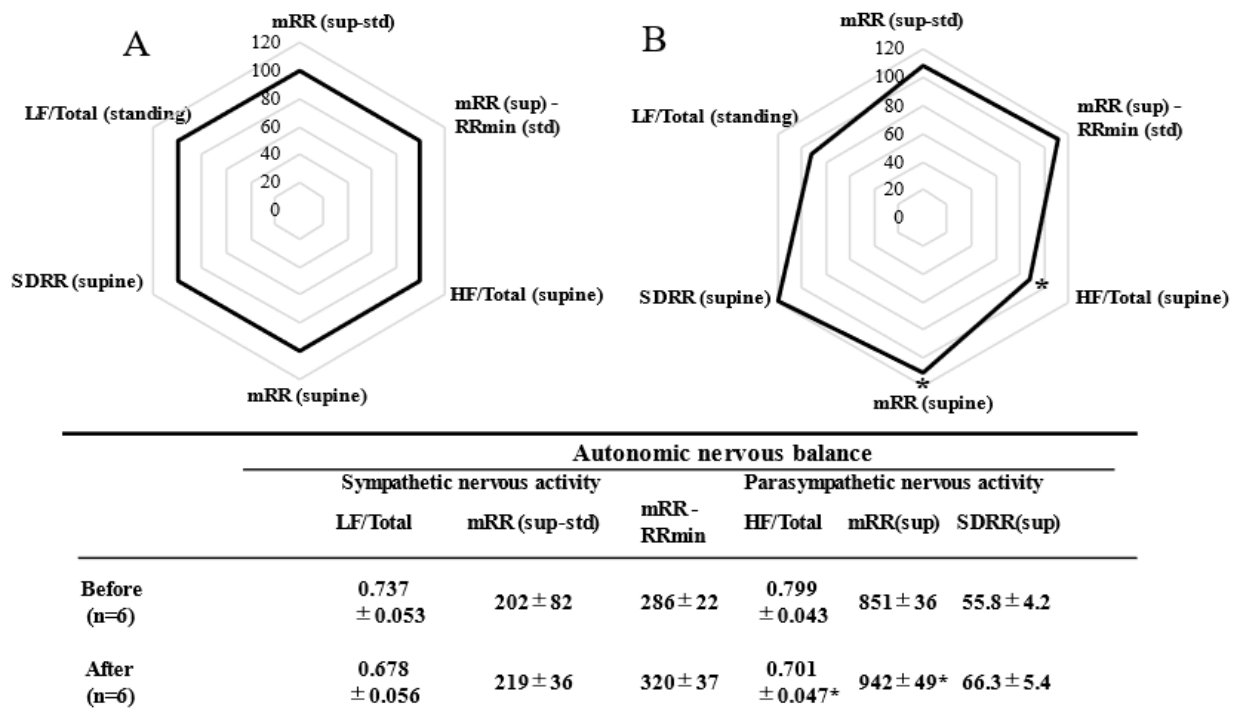 A
mRR (sup-std)
120
100
80
60
40
20
0
LF/Total (standing)
mRR (sup) -
RRmin (std)
SDRR (supine)
HF/Total (supine)
mRR (supine)
B
mRR (sup-std)
120
100
80
60
40
20
0
LF/Total (standing)
mRR (sup) -
RRmin (std)
SDRR (supine)
*
HF/Total (supine)
*
mRR (supine)
Autonomic nervous balance
Sympathetic nervous activity Parasympathetic nervous activity
LF/Total mRR (sup-std) mRR - RRmin HF/Total mRR(sup) SDRR(sup)
Before (n=6) 0.737 ±0.053 202±82 286±22 0.799 ±0.043 851±36 55.8±4.2
After (n=6) 0.678 ±0.056 219±36 320±37 0.701 ±0.047* 942±49* 66.3±5.4